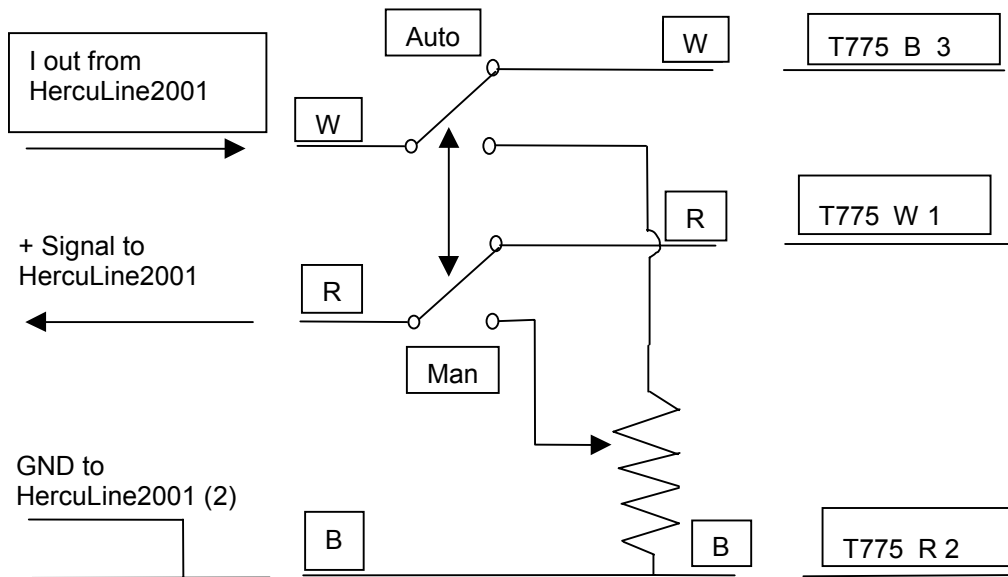 Auto
W
T775 B 3
I out from
HercuLine2001
W
T775 W 1
R
+ Signal to
HercuLine2001
R
Man
GND to
HercuLine2001 (2)
B
B
T775 R 2